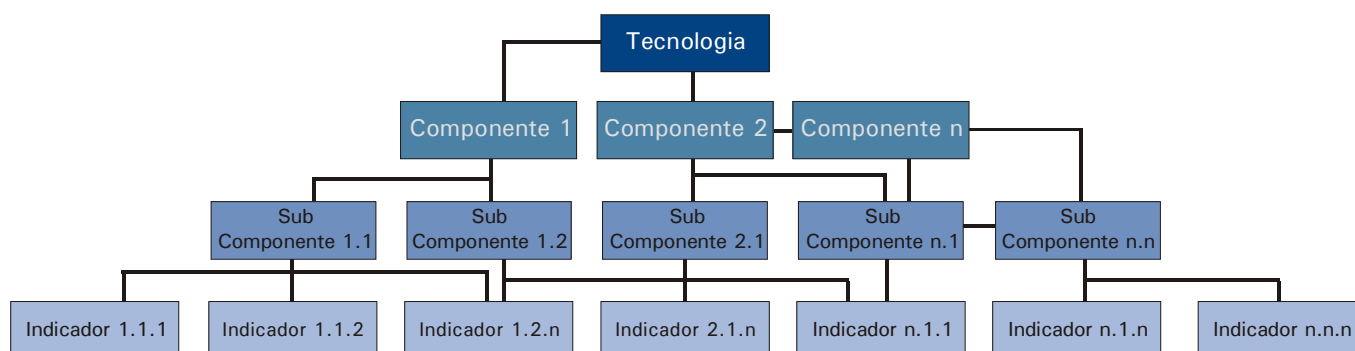 Tecnologia
Componente 1
Componente 2
Componente n
Sub
Componente 1.1
Sub
Componente 1.2
Sub
Componente 2.1
Sub
Componente n.1
Sub
Componente n.n
Indicador 1.1.1
Indicador 1.1.2
Indicador 1.2.n
Indicador 2.1.n
Indicador n.1.1
Indicador n.1.n
Indicador n.n.n